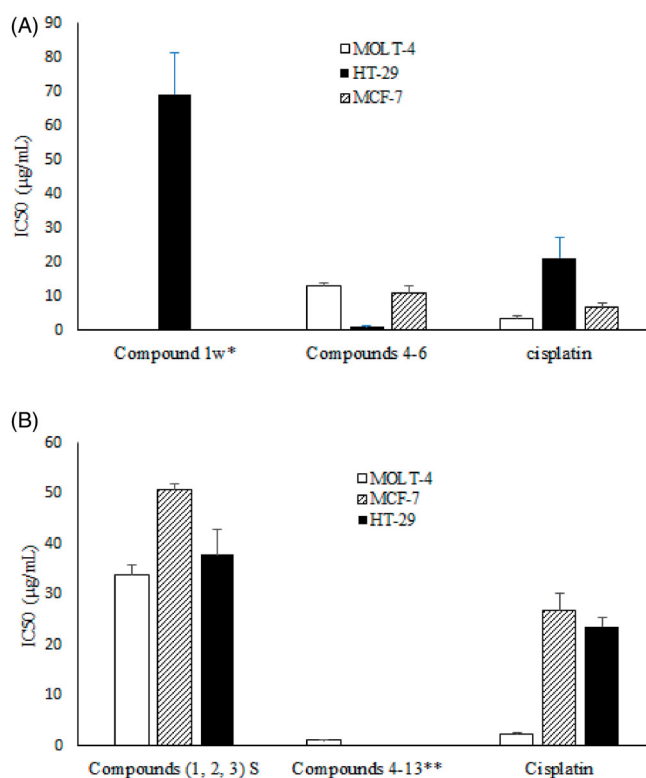 (A)
90
80
70
60
50
40
30
20
10
0
IC50 (µg/mL)
MOLT-4
HT-29
MCF-7
Compound 1w*
Compounds 4-6
cisplatin
(B)
60
50
40
30
20
10
0
IC50 (µg/mL)
MOLT-4
MCF-7
HT-29
Compounds (1, 2, 3) S
Compounds 4-13**
Cisplatin